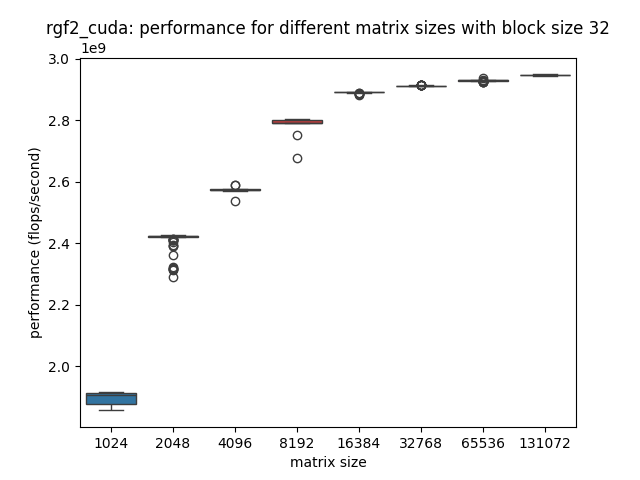 rgf2_cuda: performance for different matrix sizes with block size 32
1e9
3.0
2.8
2.6
2.4
2.2
2.0
performance (flops/second)
1024 2048 4096 8192 16384 32768 65536 131072
matrix size